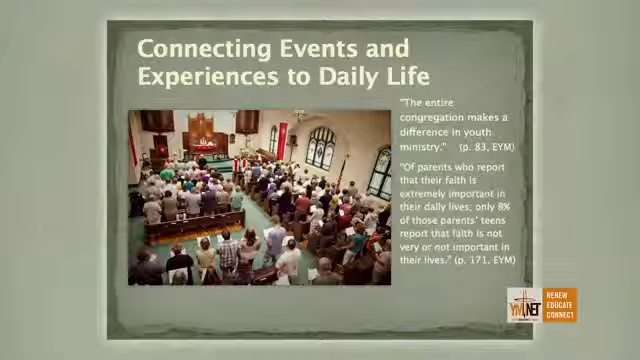 Connecting Events and
Experiences to Daily Life
"The entire
congregation makes a
difference in youth
ministry." (p. 83, EYM)
"Of parents who report
that their faith is
extremely important in
their daily lives; only 8%
of those parents' teens
report that faith is not
very or not important in
their lives." (p. 171, EYM)
YMNET
RENEW
EDUCATE
CONNECT